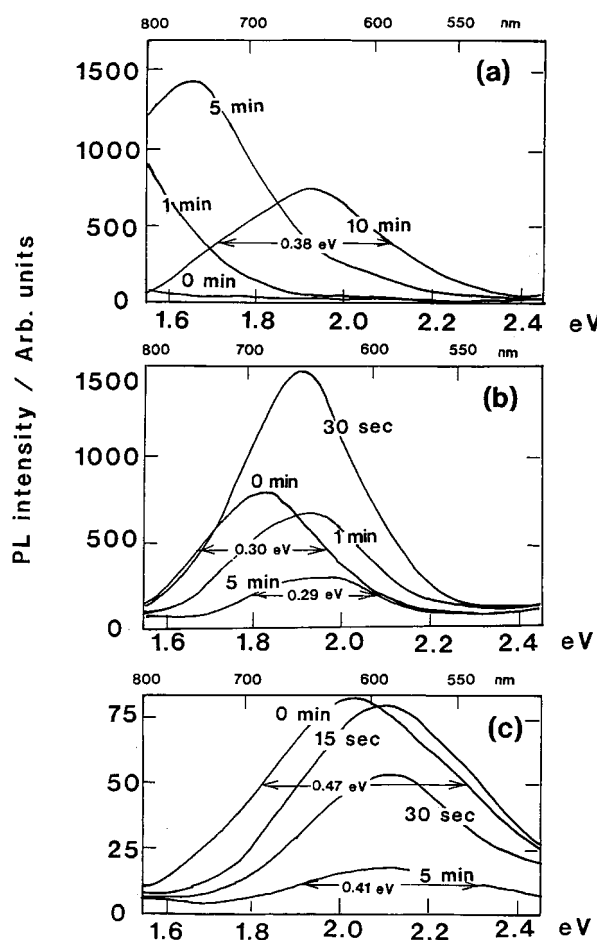 PL intensity / Arb. units
800 700 600 550 nm
(a)
1500
1000
500
0
5 min
1 min
10 min
0.38 eV
0 min
1.6 1.8 2.0 2.2 2.4 eV
800 700 600 550 nm
(b)
1500
1000
500
0
30 sec
0 min
1 min
0.30 eV
5 min
0.29 eV
1.6 1.8 2.0 2.2 2.4 eV
800 700 600 550 nm
(c)
75
50
25
0
0 min
15 sec
0.47 eV
30 sec
5 min
0.41 eV
1.6 1.8 2.0 2.2 2.4 eV